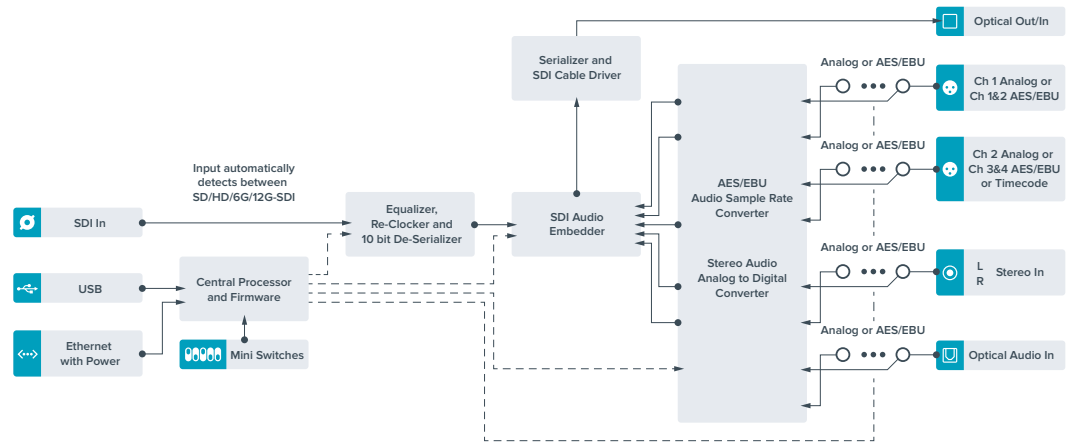 Optical Out/In
Serializer and
SDI Cable Driver
Analog or AES/EBU
Ch 1 Analog or
Ch 1&2 AES/EBU
Analog or AES/EBU
Ch 2 Analog or
Ch 3&4 AES/EBU
or Timecode
Input automatically
detects between
SD/HD/6G/12G-SDI
AES/EBU
Audio Sample Rate
Converter
SDI In
Equalizer,
Re-Clocker and
10 bit De-Serializer
SDI Audio
Embedder
Analog or AES/EBU
Stereo Audio
Analog to Digital
Converter
L
R
Stereo In
USB
Central Processor
and Firmware
Analog or AES/EBU
Ethernet
with Power
Mini Switches
Optical Audio In